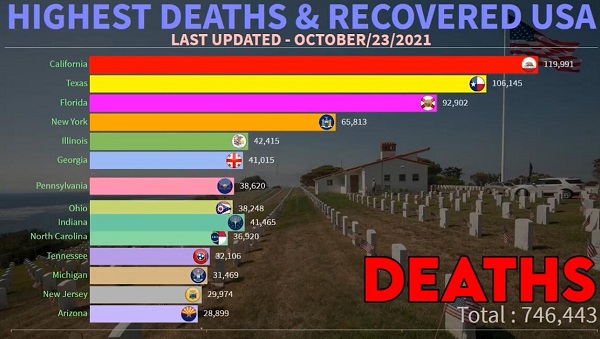 HIGHEST DEATHS & RECOVERED USA
LAST UPDATED - OCTOBER/23/2021
California 119,991
Texas 106,145
Florida 92,902
New York 65,813
Illinois 42,415
Georgia 41,015
Pennsylvania 38,620
Ohio 38,248
Indiana 41,465
North Carolina 36,920
Tennessee 82,106
Michigan 31,469
New Jersey 29,974
Arizona 28,899
DEATHS
Total : 746,443